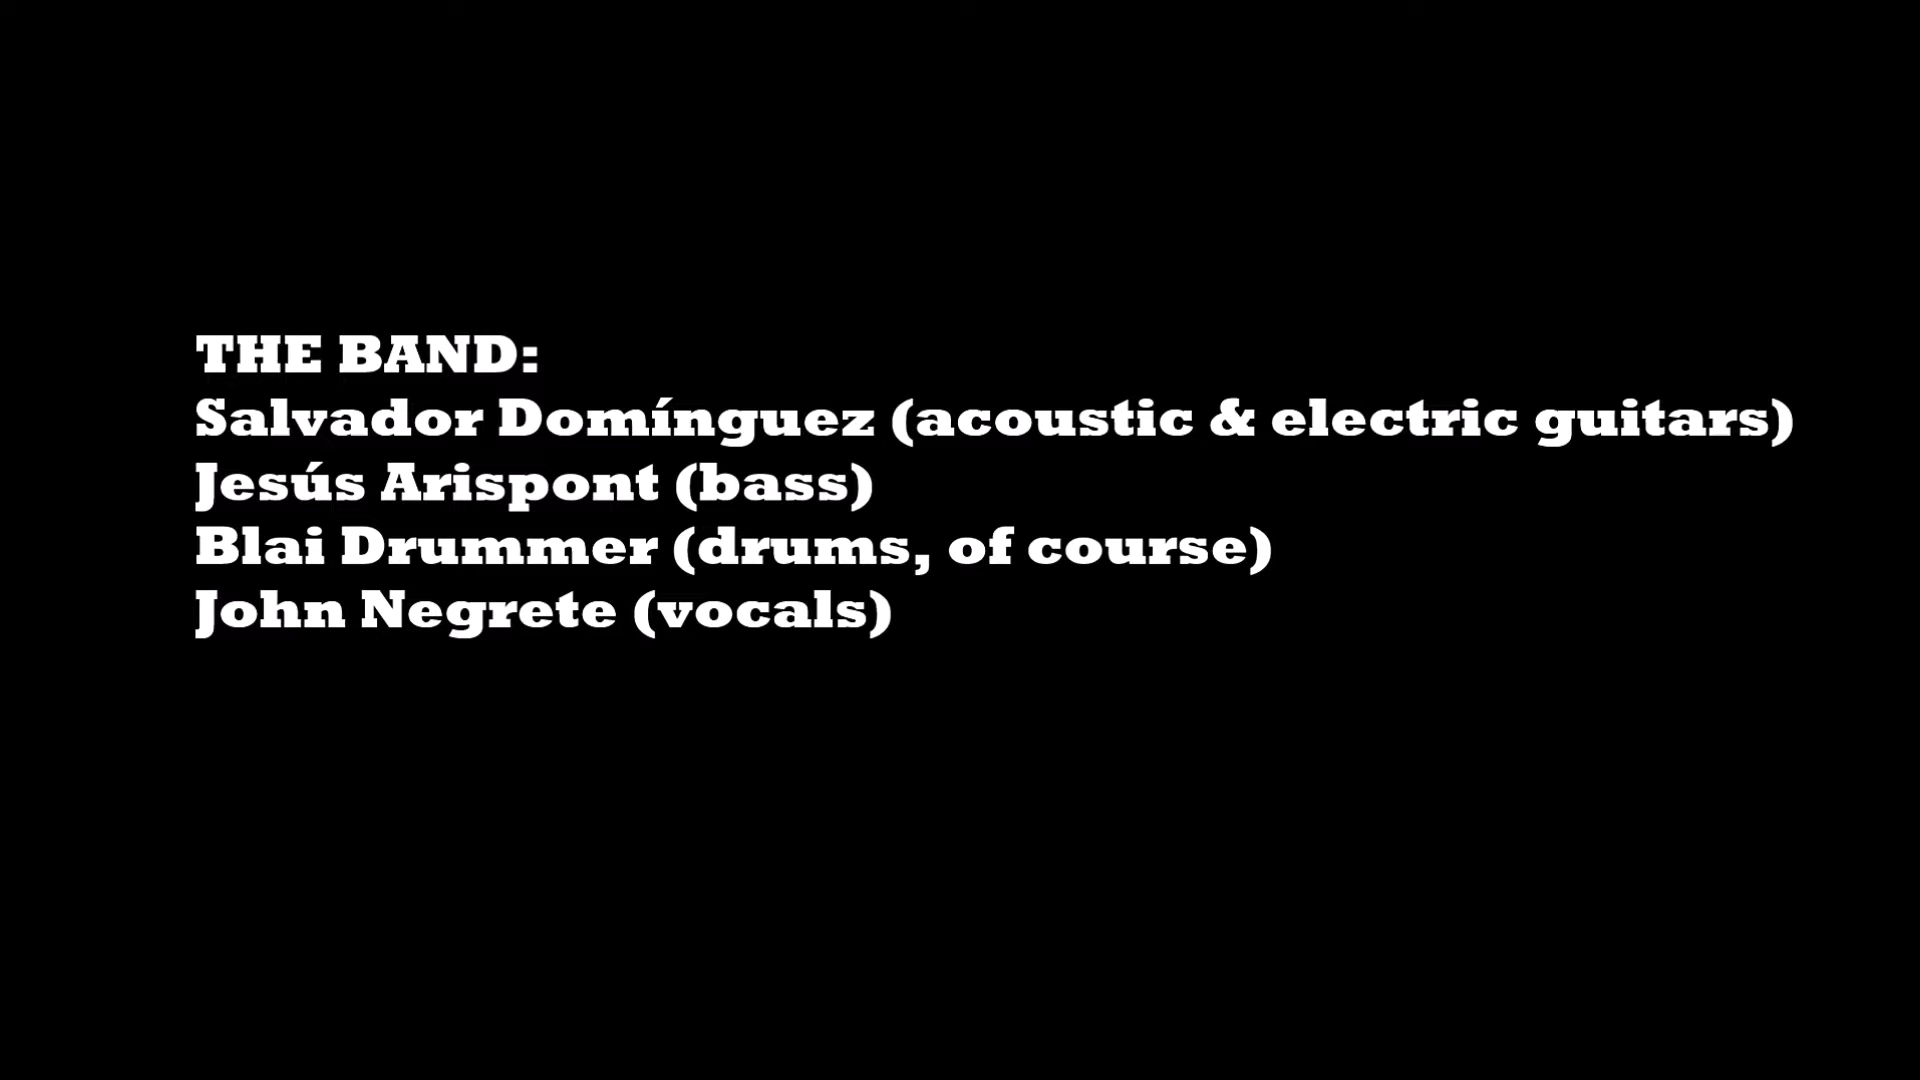 THE BAND:
Salvador Domínguez (acoustic & electric guitars)
Jesús Arispont (bass)
Blai Drummer (drums, of course)
John Negrete (vocals)